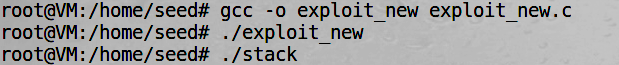 root@VM:/home/seed# gcc -o exploit_new exploit_new.c
root@VM:/home/seed# ./exploit_new
root@VM:/home/seed# ./stack